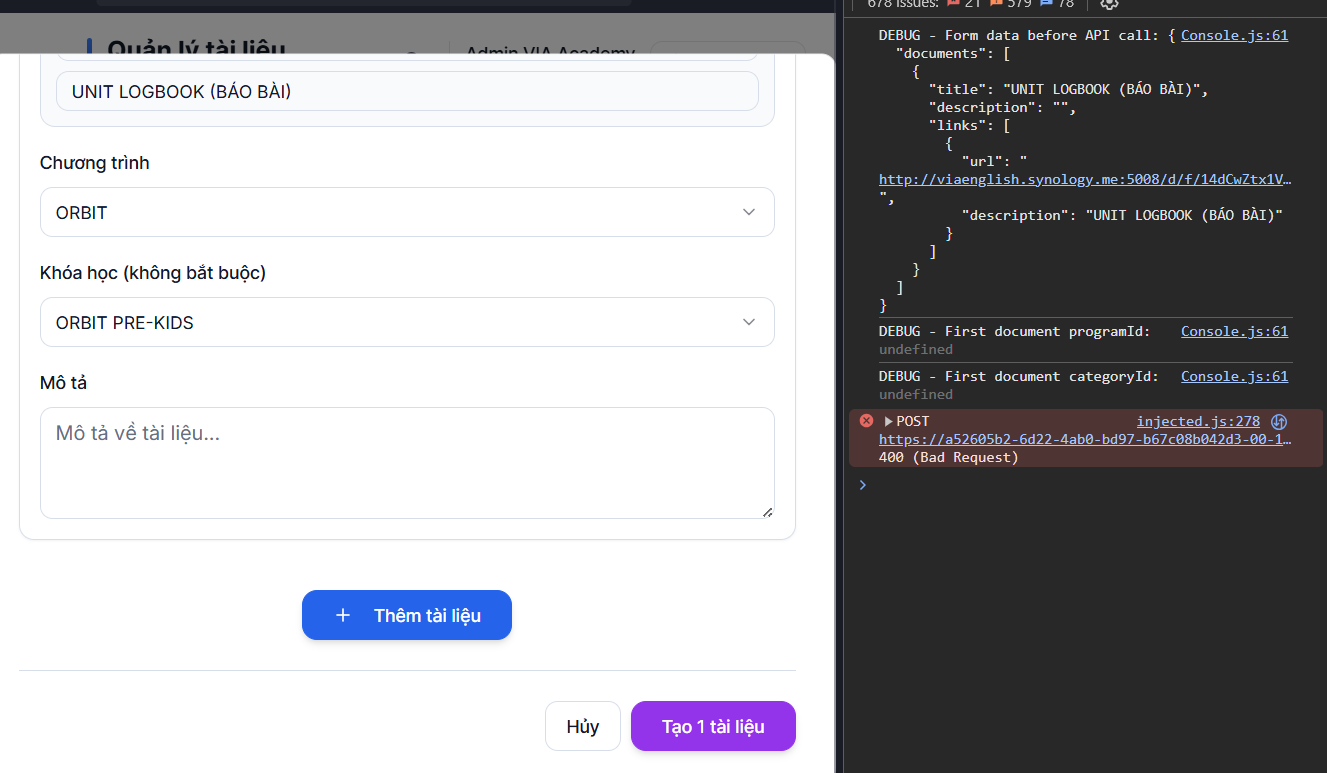 678 Issues: 21 579 78
Quản lý tài liệu
Admin VIA Academy
UNIT LOGBOOK (BÁO BÀI)
Chương trình
ORBIT
Khóa học (không bắt buộc)
ORBIT PRE-KIDS
Mô tả
Mô tả về tài liệu...
+ Thêm tài liệu
Hủy
Tạo 1 tài liệu
DEBUG - Form data before API call: { Console.js:61
"documents": [
{
"title": "UNIT LOGBOOK (BÁO BÀI)",
"description": "",
"links": [
{
"url": "
http://viaenglish.synology.me:5008/d/f/14dCwZtx1V…
",
"description": "UNIT LOGBOOK (BÁO BÀI)"
}
]
}
]
}
DEBUG - First document programId: Console.js:61
undefined
DEBUG - First document categoryId: Console.js:61
undefined
POST injected.js:278
https://a52605b2-6d22-4ab0-bd97-b67c08b042d3-00-1…
400 (Bad Request)